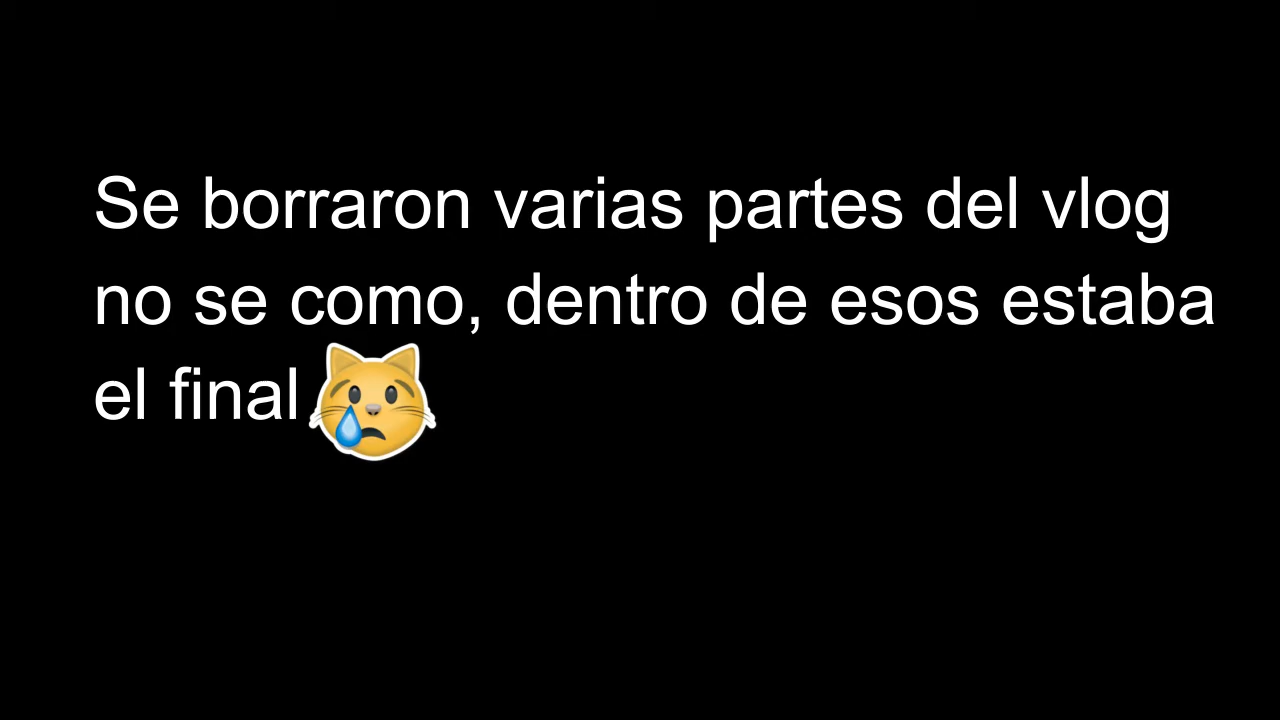 Se borraron varias partes del vlog
no se como, dentro de esos estaba
el final😿